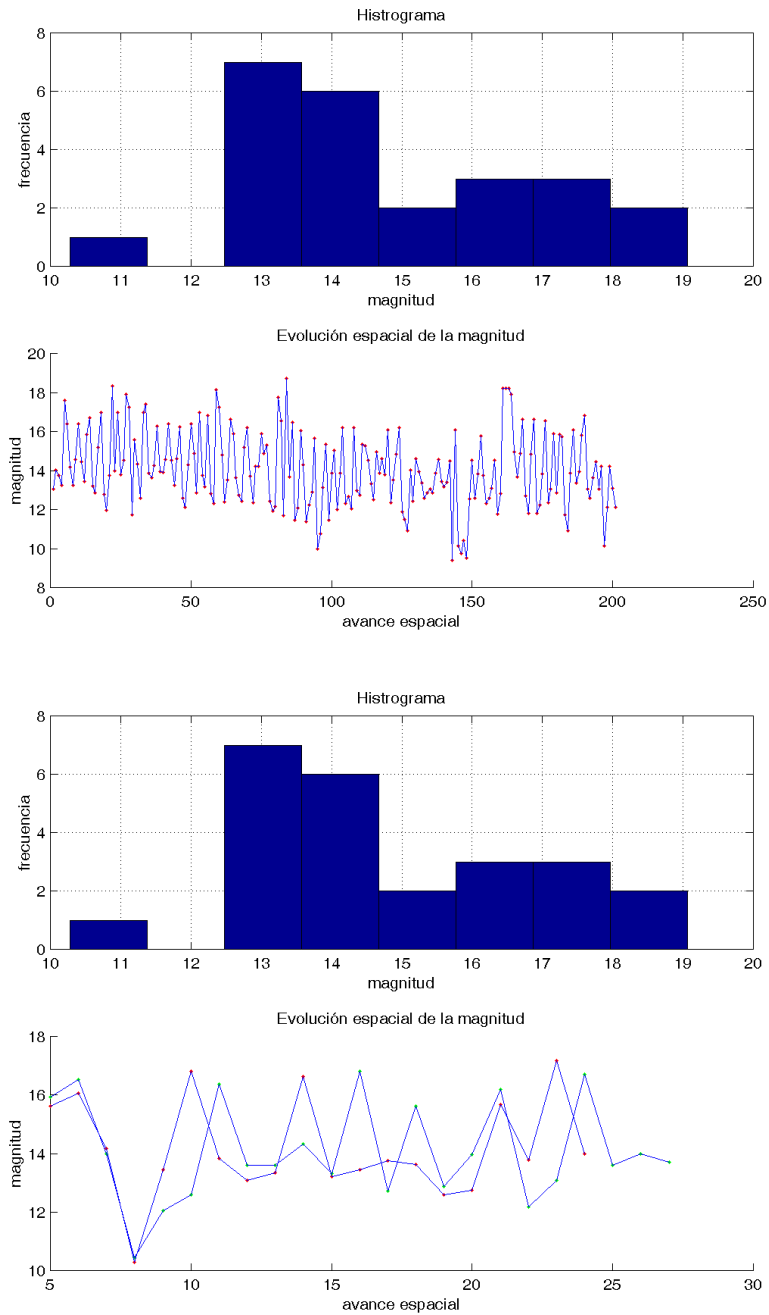 Histrograma
8
6
4
2
0
frecuencia
10 11 12 13 14 15 16 17 18 19 20
magnitud
Evolución espacial de la magnitud
20
18
16
14
12
10
8
magnitud
0 50 100 150 200 250
avance espacial
Histrograma
8
6
4
2
0
frecuencia
10 11 12 13 14 15 16 17 18 19 20
magnitud
Evolución espacial de la magnitud
18
16
14
12
10
magnitud
5 10 15 20 25 30
avance espacial